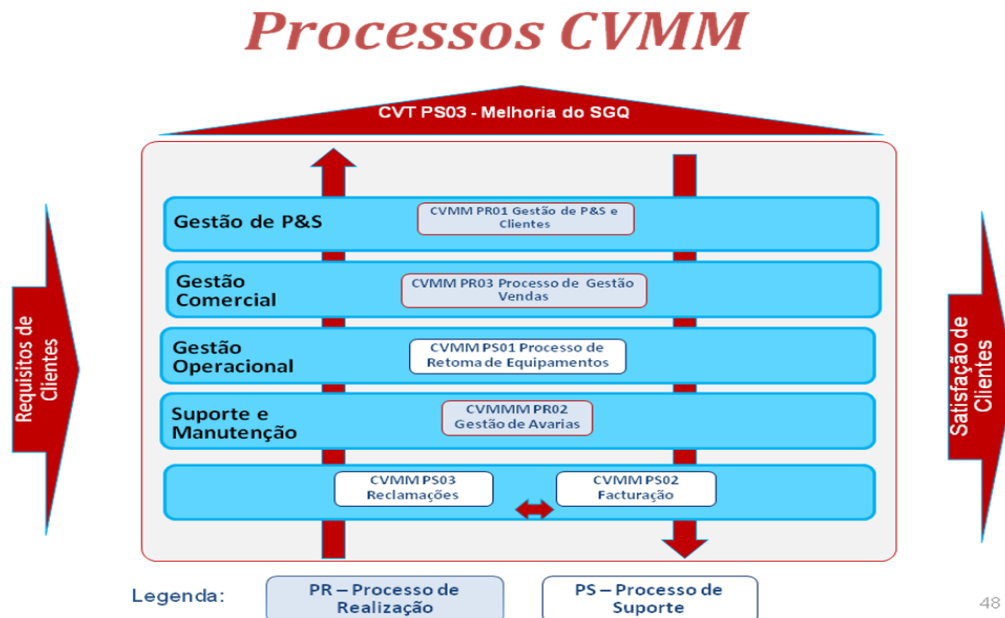 Processos CVMM
CVT PS03 - Melhoria do SGQ
Requisitos de
Clientes
Gestão de P&S
CVMM PR01 Gestão de P&S e
Clientes
Gestão
Comercial
CVMM PR03 Processo de Gestão
Vendas
Gestão
Operacional
CVMM PS01 Processo de
Retoma de Equipamentos
Suporte e
Manutenção
CVMMM PR02
Gestão de Avarias
CVMM PS03
Reclamações
CVMM PS02
Facturação
Satisfação de
Clientes
Legenda:
PR – Processo de
Realização
PS – Processo de
Suporte
48